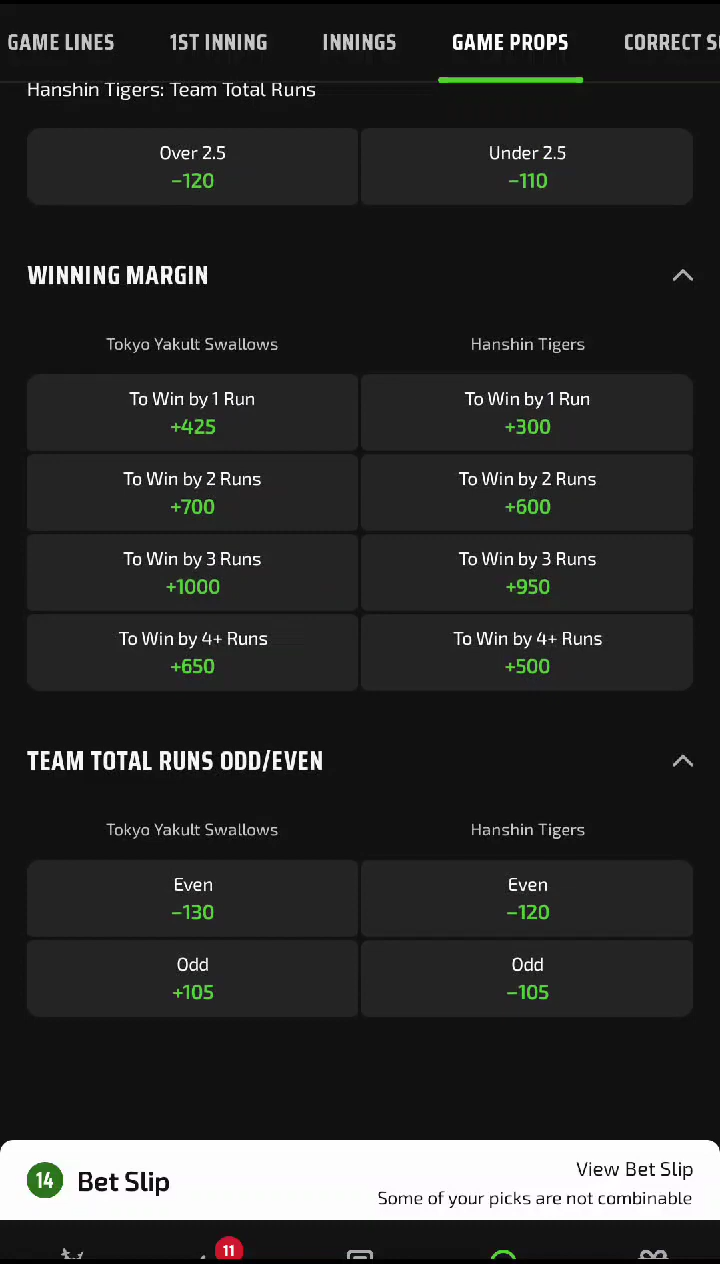 GAME LINES 1ST INNING INNINGS GAME PROPS CORRECT S
Hanshin Tigers: Team Total Runs
Over 2.5 Under 2.5
−120 −110
WINNING MARGIN
Tokyo Yakult Swallows Hanshin Tigers
To Win by 1 Run To Win by 1 Run
+425 +300
To Win by 2 Runs To Win by 2 Runs
+700 +600
To Win by 3 Runs To Win by 3 Runs
+1000 +950
To Win by 4+ Runs To Win by 4+ Runs
+650 +500
TEAM TOTAL RUNS ODD/EVEN
Tokyo Yakult Swallows Hanshin Tigers
Even Even
−130 −120
Odd Odd
+105 −105
14 Bet Slip View Bet Slip
Some of your picks are not combinable
11